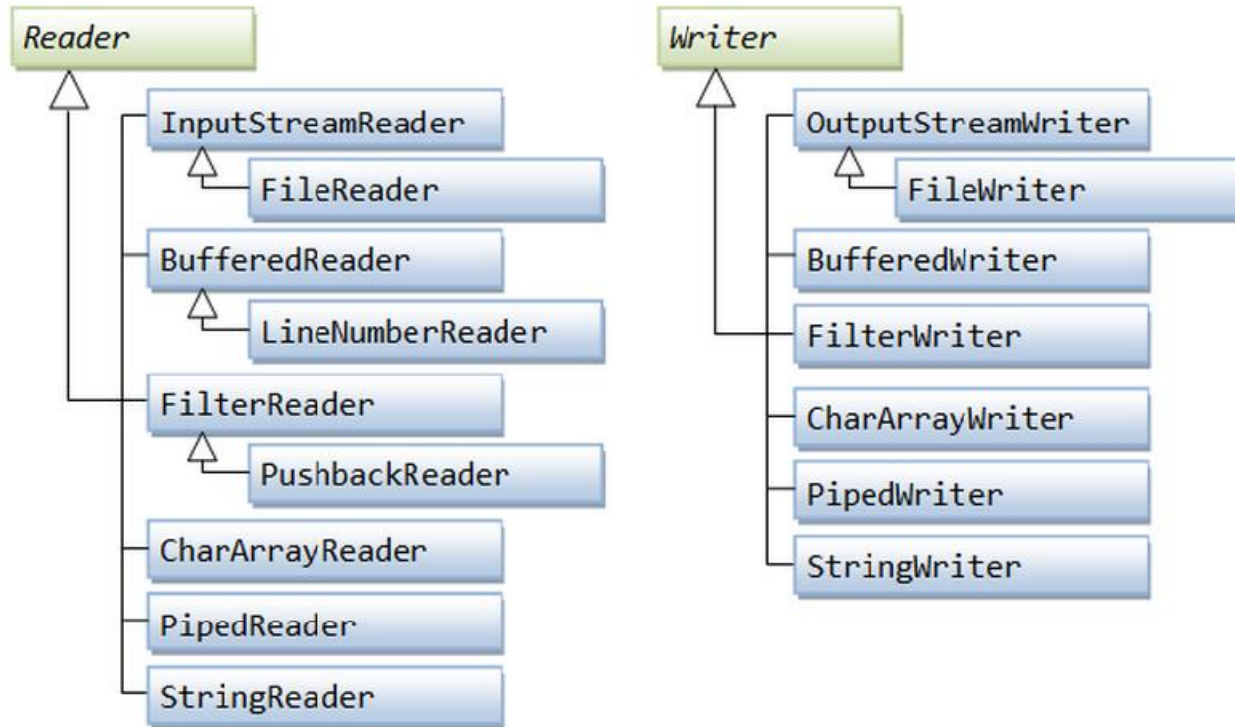 Reader
InputStreamReader
FileReader
BufferedReader
LineNumberReader
FilterReader
PushbackReader
CharArrayReader
PipedReader
StringReader
Writer
OutputStreamWriter
FileWriter
BufferedWriter
FilterWriter
CharArrayWriter
PipedWriter
StringWriter